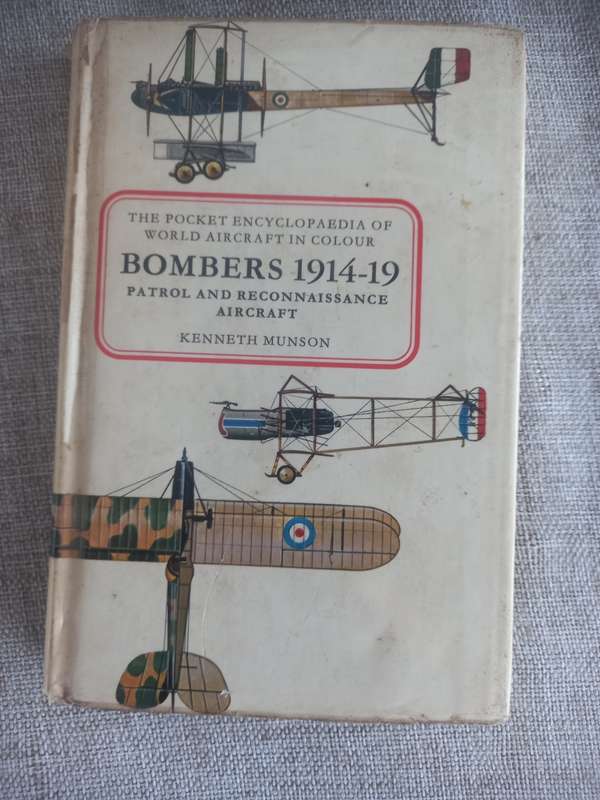 THE POCKET ENCYCLOPAEDIA OF
WORLD AIRCRAFT IN COLOUR
BOMBERS 1914-19
PATROL AND RECONNAISSANCE
AIRCRAFT
KENNETH MUNSON